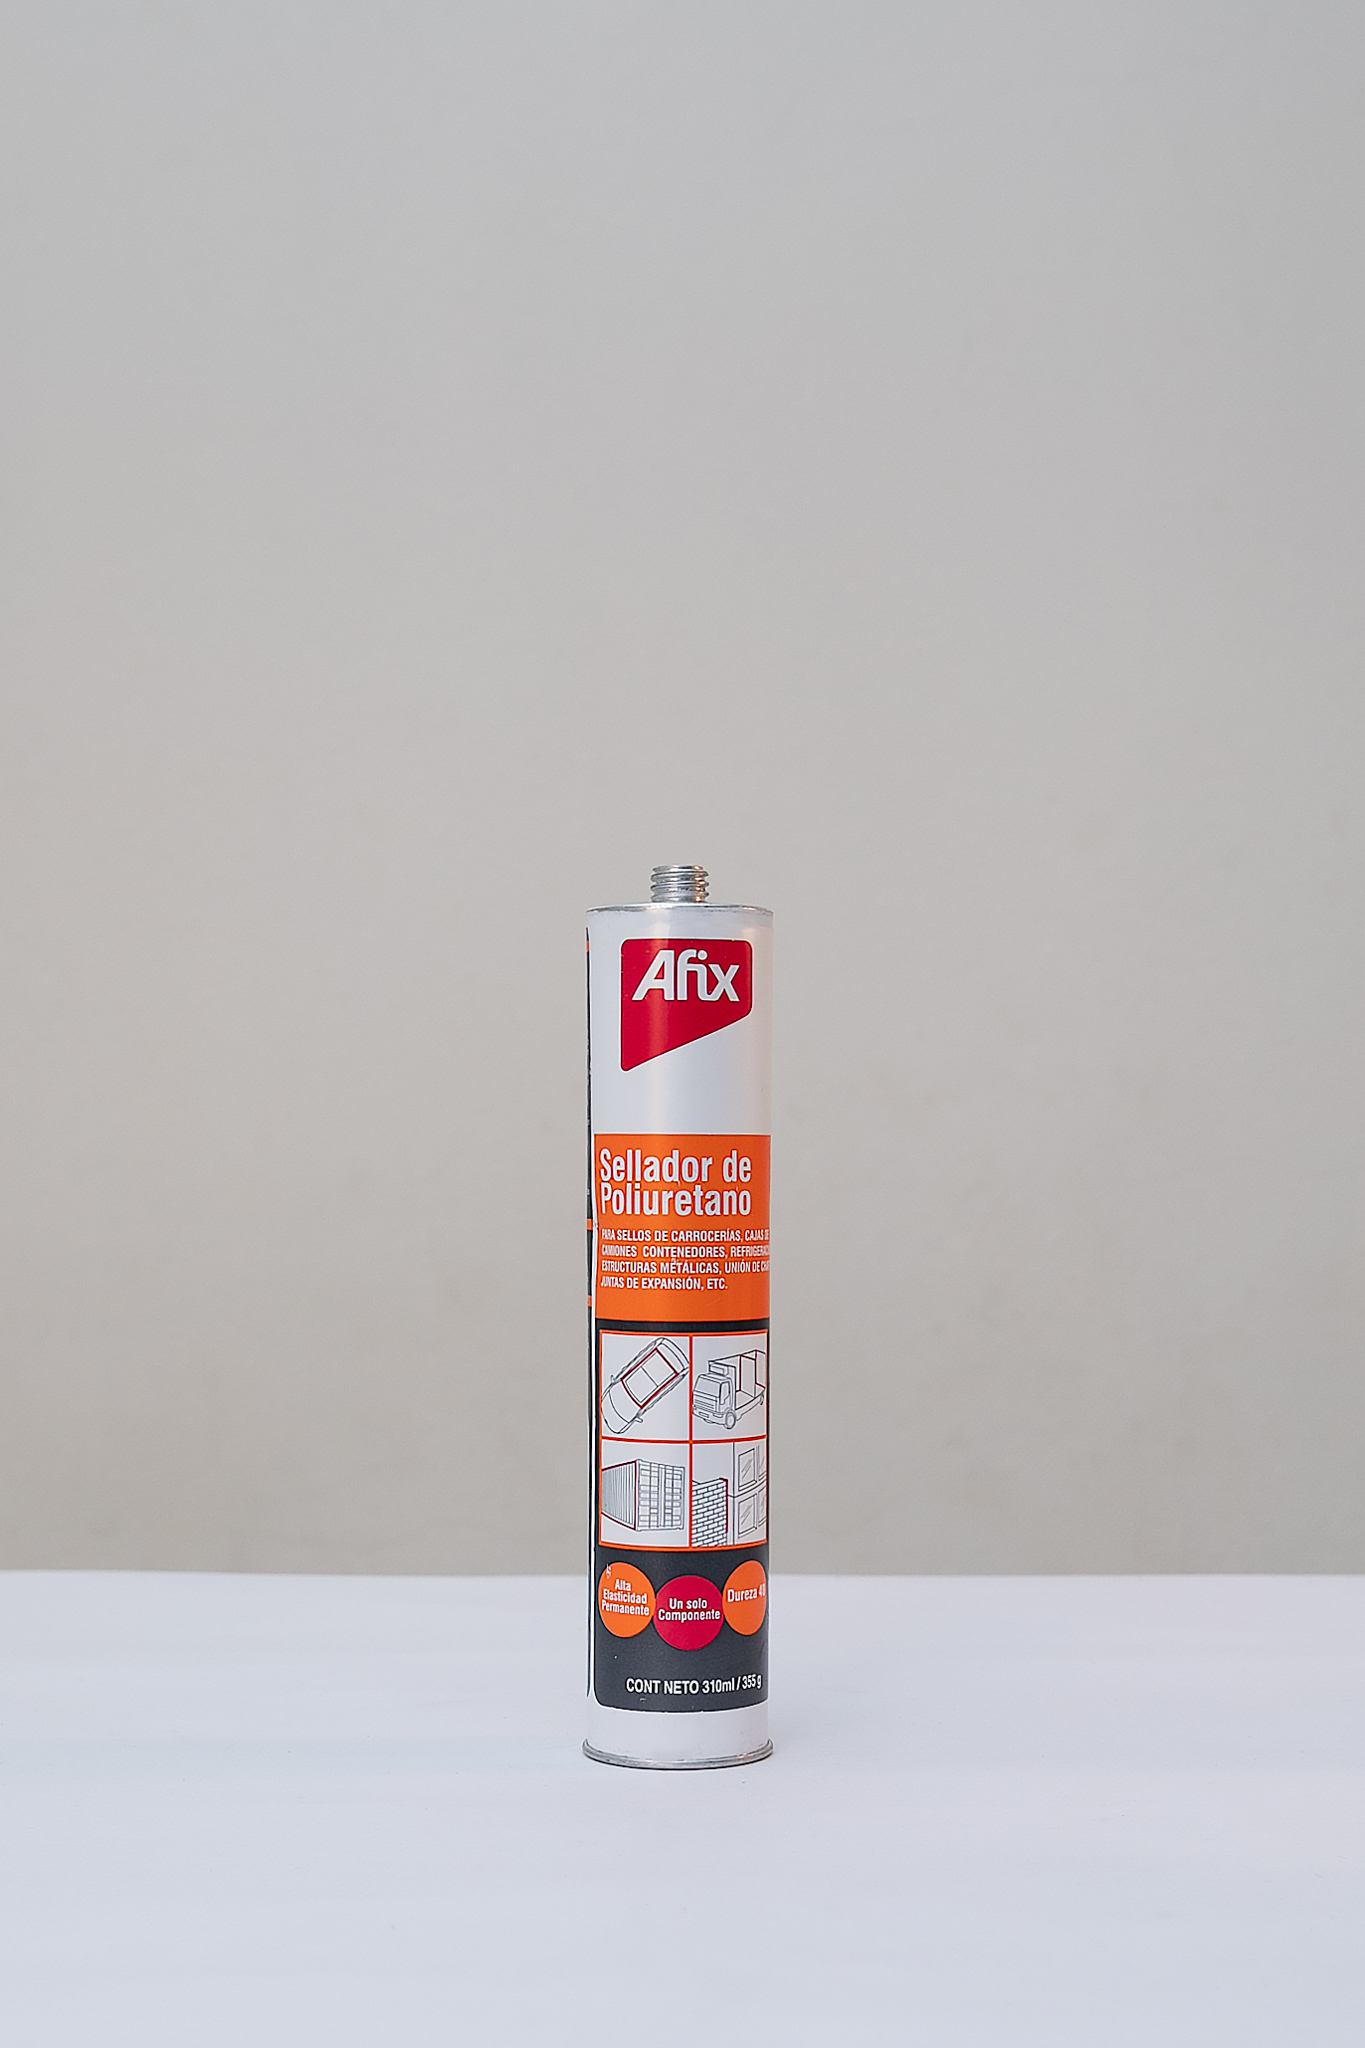 Afix
Sellador de
Poliuretano
PARA SELLOS DE CARROCERÍAS, CAJAS DE
CAMIONES CONTENEDORES,
ESTRUCTURAS METÁLICAS, UNIÓN DE
JUNTAS DE EXPANSIÓN, ETC.
Alta
Elasticidad
Permanente
Un solo
Componente
Dureza 40
CONT NETO 310ml / 355 g